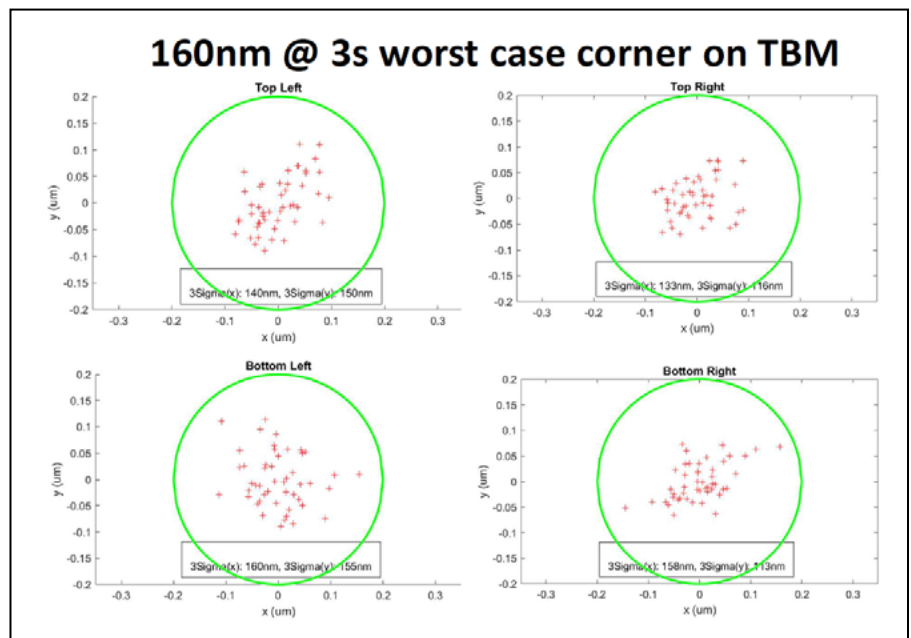 160nm @ 3s worst case corner on TBM
Top Left
0.2
0.15
0.1
0.05
0
-0.05
-0.1
-0.15
-0.2
y (um)
3Sigma(x): 140nm, 3Sigma(y): 150nm
-0.3 -0.2 -0.1 0 0.1 0.2 0.3
x (um)
Top Right
0.2
0.15
0.1
0.05
0
-0.05
-0.1
-0.15
-0.2
y (um)
3Sigma(x): 133nm, 3Sigma(y): 116nm
-0.3 -0.2 -0.1 0 0.1 0.2 0.3
x (um)
Bottom Left
0.2
0.15
0.1
0.05
0
-0.05
-0.1
-0.15
-0.2
y (um)
3Sigma(x): 160nm, 3Sigma(y): 155nm
-0.3 -0.2 -0.1 0 0.1 0.2 0.3
x (um)
Bottom Right
0.2
0.15
0.1
0.05
0
-0.05
-0.1
-0.15
-0.2
y (um)
3Sigma(x): 158nm, 3Sigma(y): 113nm
-0.3 -0.2 -0.1 0 0.1 0.2 0.3
x (um)